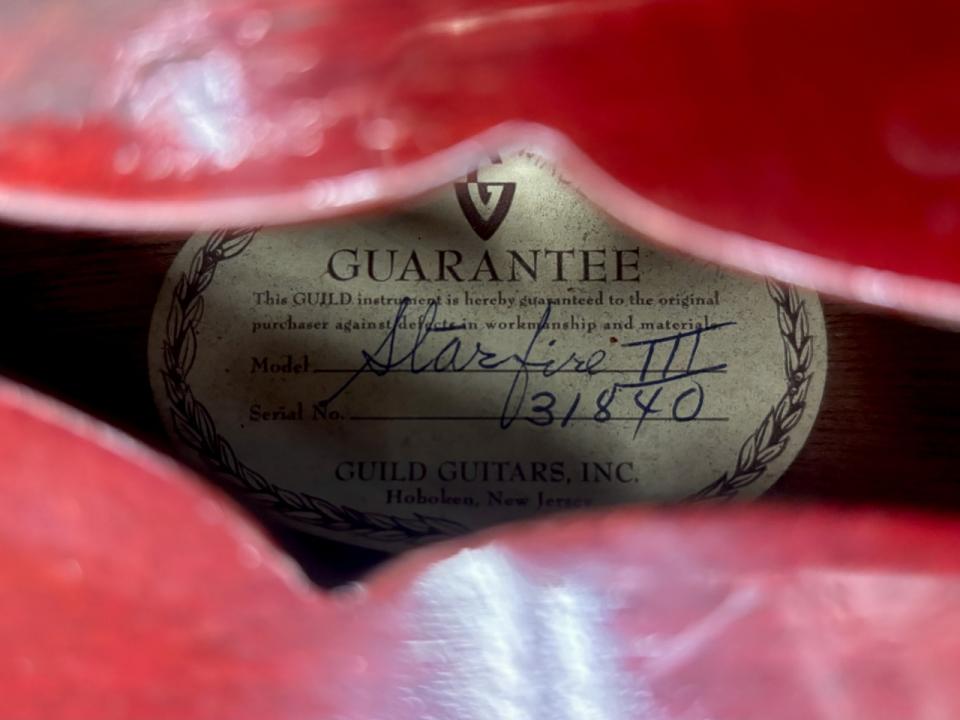 G
GUARANTEE
This GUILD instrument is hereby guaranteed to the original
purchaser against defects in workmanship and materials.
Model Starfire III
Serial No. 31840
GUILD GUITARS, INC.
Hoboken, New Jersey